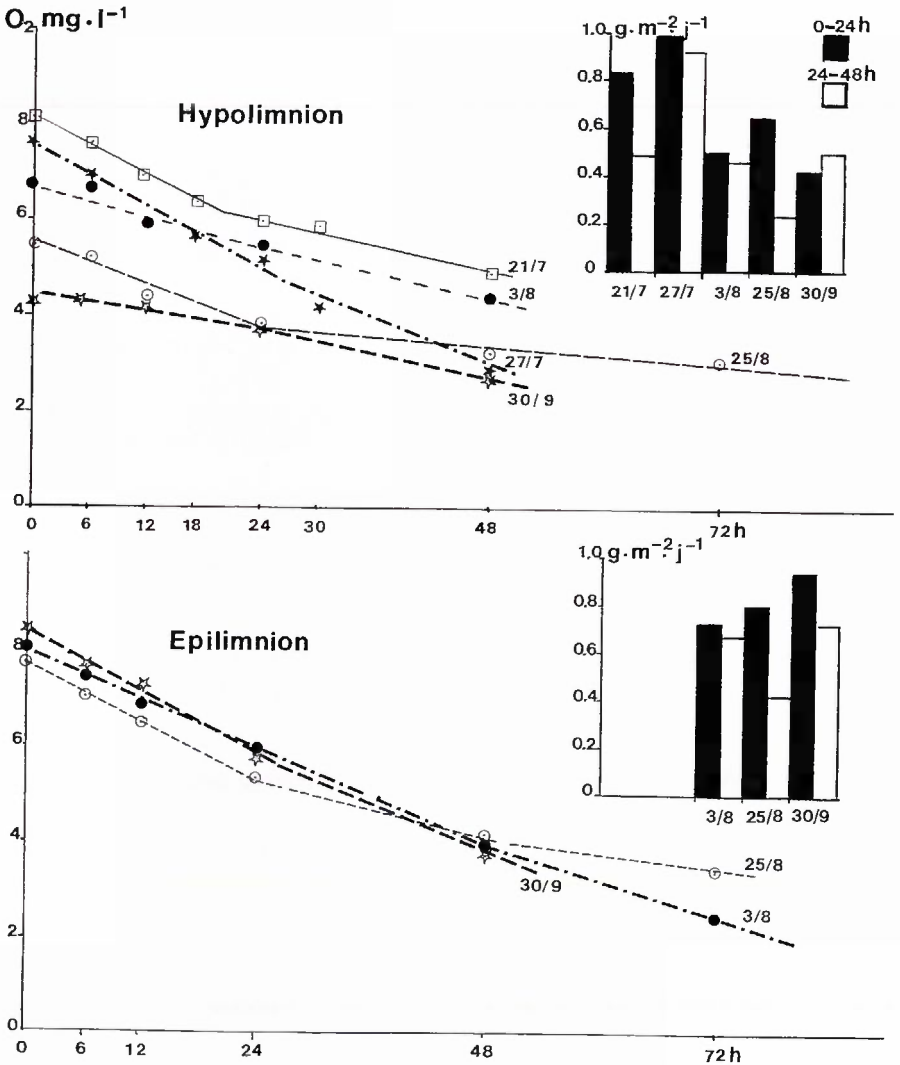 O₂ mg.l⁻¹
2
8
6
4
2
0
0 6 12 18 24 30 48 72h
Hypolimnion
21/7
3/8
27/7
30/9
25/8
1.0 g.m⁻² j⁻¹
0.8
0.6
0.4
0.2
0
21/7 27/7 3/8 25/8 30/9
0-24h
24-48h
Epilimnion
8
6
4
2
0
0 6 12 24 48 72h
30/9
25/8
3/8
1,0 g.m⁻² j⁻¹
0.8
0.6
0.4
0.2
0
3/8 25/8 30/9